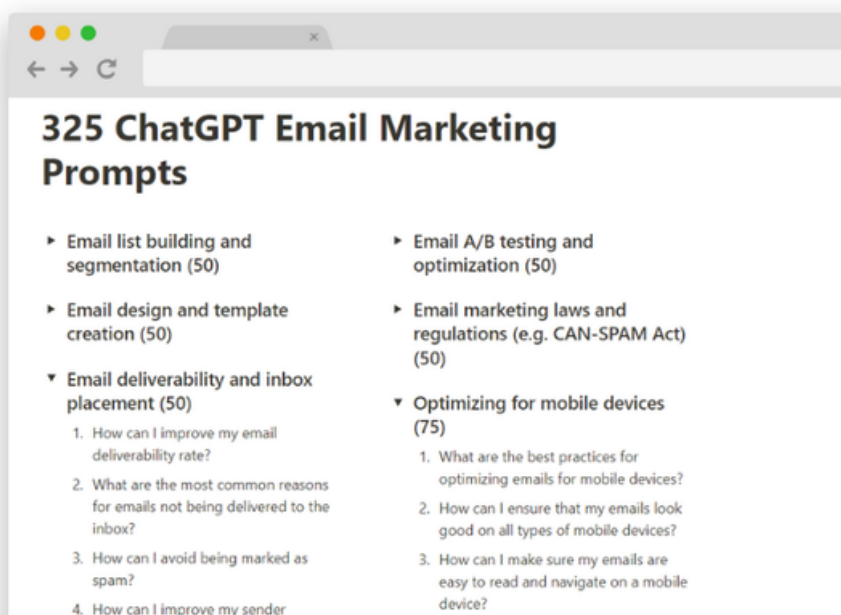 325 ChatGPT Email Marketing
Prompts
Email list building and
segmentation (50)
Email design and template
creation (50)
Email deliverability and inbox
placement (50)
1. How can I improve my email
deliverability rate?
2. What are the most common reasons
for emails not being delivered to the
inbox?
3. How can I avoid being marked as
spam?
4. How can I improve my sender
Email A/B testing and
optimization (50)
Email marketing laws and
regulations (e.g. CAN-SPAM Act)
(50)
Optimizing for mobile devices
(75)
1. What are the best practices for
optimizing emails for mobile devices?
2. How can I ensure that my emails look
good on all types of mobile devices?
3. How can I make sure my emails are
easy to read and navigate on a mobile
device?